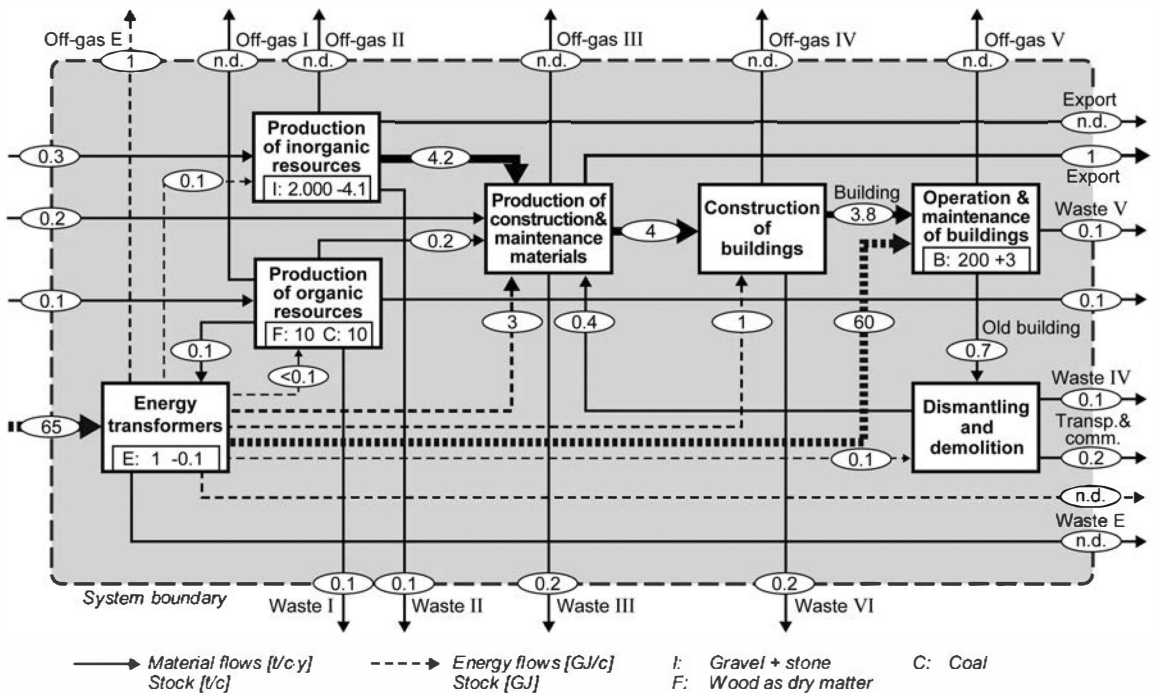 Off-gas E
Off-gas I
Off-gas II
Off-gas III
Off-gas IV
Off-gas V
1
n.d.
n.d.
n.d.
n.d.
n.d.
Export
n.d.
Production
of inorganic
resources
I: 2.000 -4.1
0.3
4.2
1
Export
0.1
0.2
Production of
construction&
maintenance
materials
4
Construction
of
buildings
Building
3.8
Operation &
maintenance
of buildings
B: 200 +3
Waste V
0.1
0.2
Production
of organic
resources
F: 10 C: 10
0.1
0.1
3
0.4
1
60
Old building
0.7
0.1
<0.1
Energy
transformers
E: 1 -0.1
65
Dismantling
and
demolition
Waste IV
0.1
Transp.&
comm.
0.2
0.1
n.d.
Waste E
n.d.
System boundary
0.1
0.1
0.2
0.2
Waste I
Waste II
Waste III
Waste VI
Material flows [t/c·y]
Stock [t/c]
Energy flows [GJ/c]
Stock [GJ]
I: Gravel + stone
F: Wood as dry matter
C: Coal